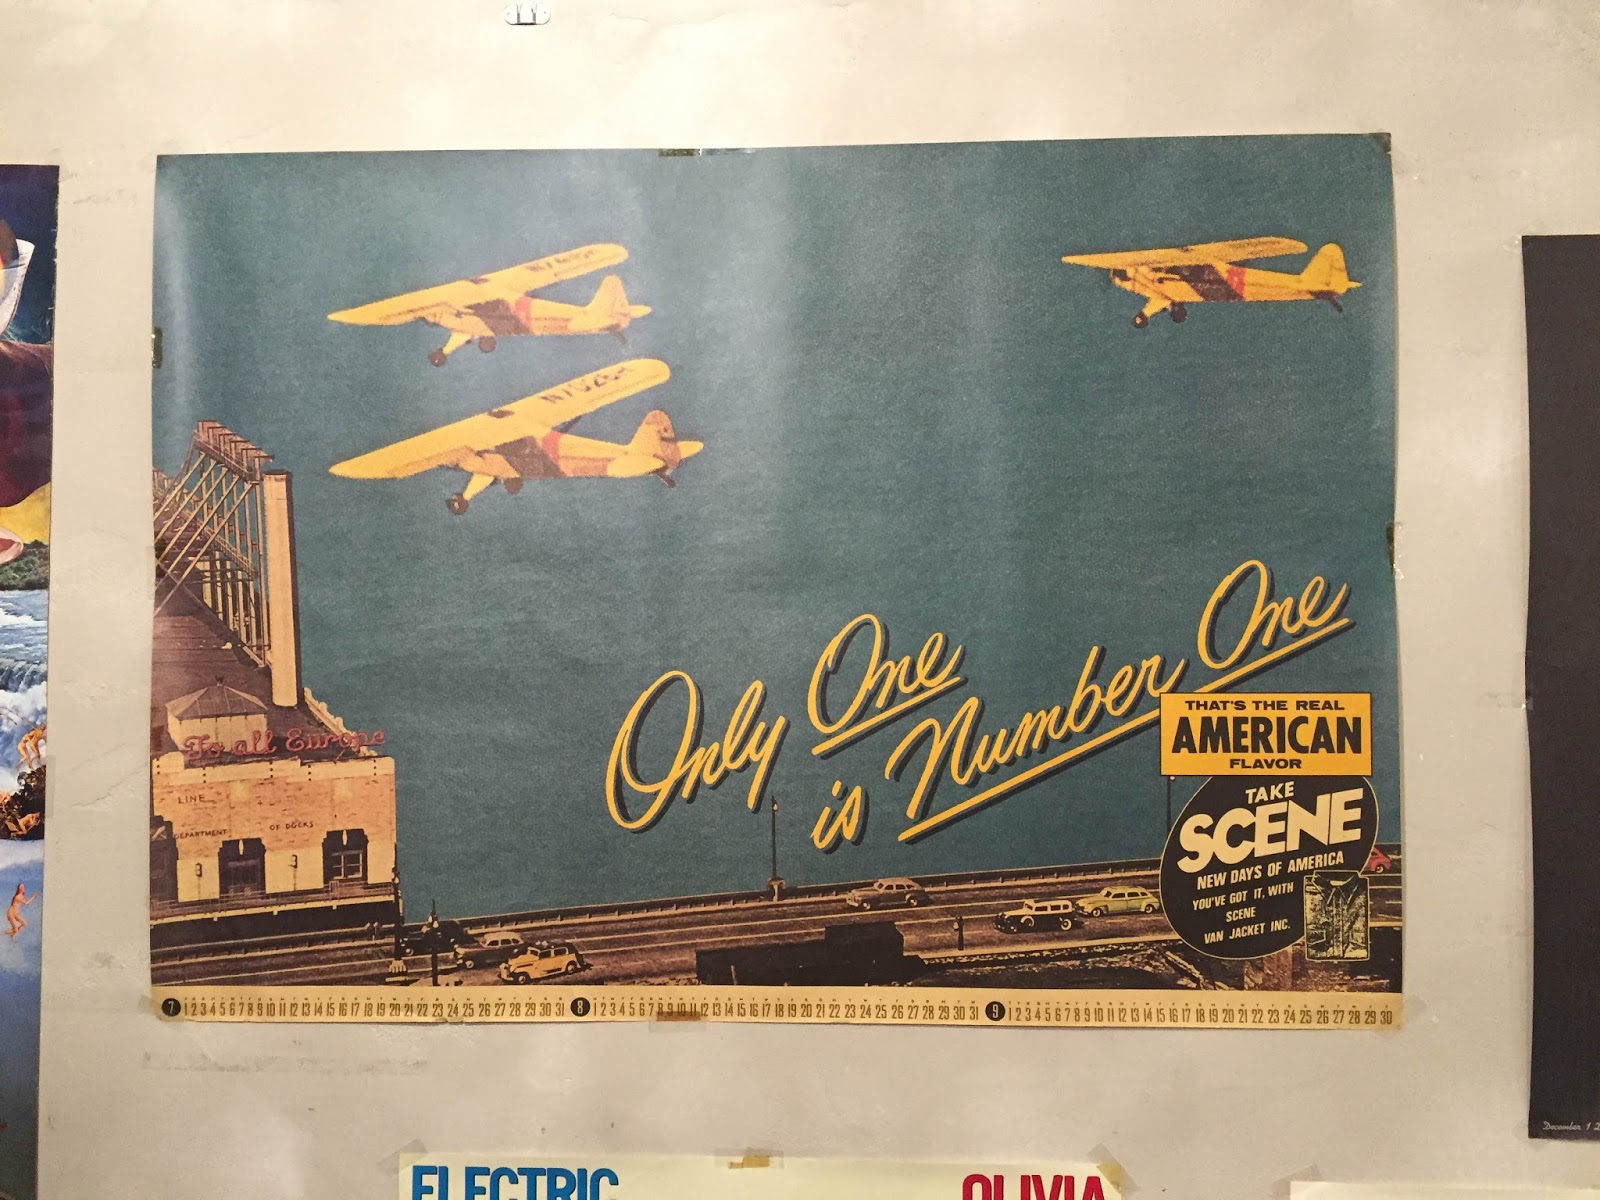 To all Europe
LINE
DEPARTMENT OF DOCKS
Only One
is Number One
THAT'S THE REAL
AMERICAN
FLAVOR
TAKE
SCENE
NEW DAYS OF AMERICA
YOU'VE GOT IT, WITH
SCENE
VAN JACKET INC.
7 1 2 3 4 5 6 7 8 9 10 11 12 13 14 15 16 17 18 19 20 21 22 23 24 25 26 27 28 29 30 31 8 1 2 3 4 5 6 7 8 9 10 11 12 13 14 15 16 17 18 19 20 21 22 23 24 25 26 27 28 29 30 31 9 1 2 3 4 5 6 7 8 9 10 11 12 13 14 15 16 17 18 19 20 21 22 23 24 25 26 27 28 29 30
December 1
ELECTRIC
OLIVIA